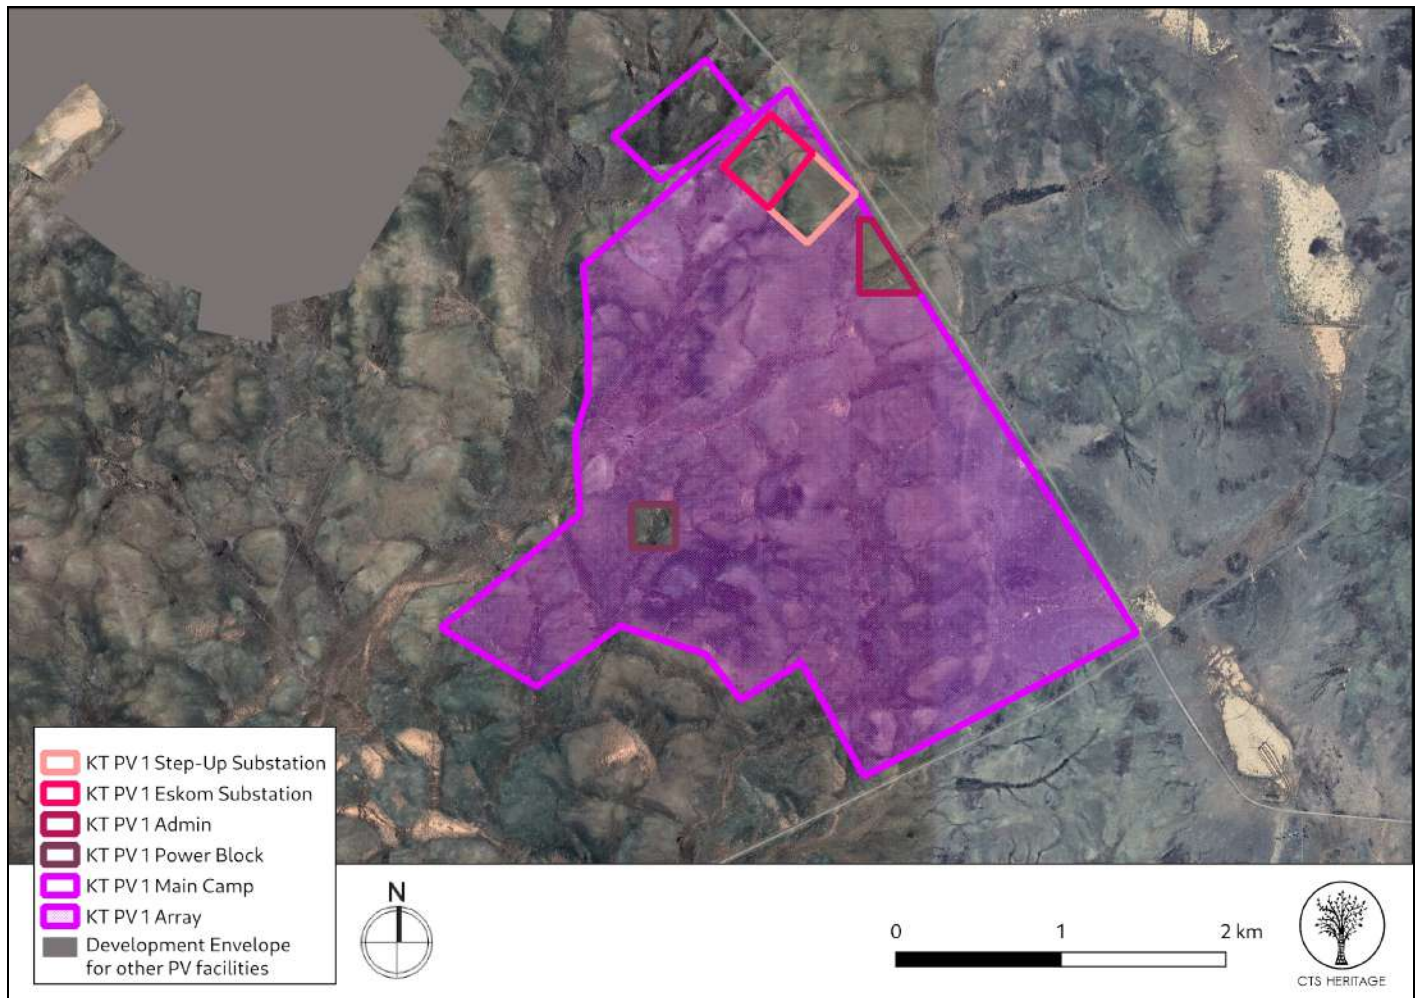 KT PV 1 Step-Up Substation
KT PV 1 Eskom Substation
KT PV 1 Admin
KT PV 1 Power Block
KT PV 1 Main Camp
KT PV 1 Array
Development Envelope
for other PV facilities
N
0 1 2 km
CTS HERITAGE